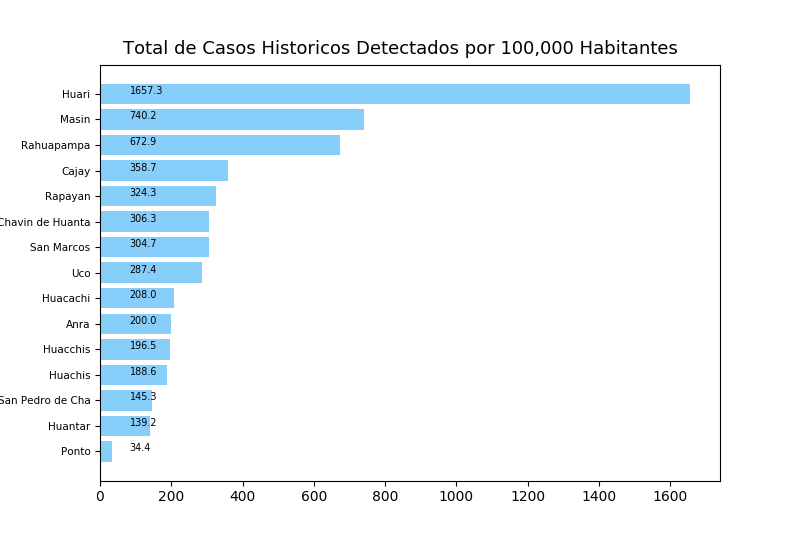 Total de Casos Historicos Detectados por 100,000 Habitantes
Huari 1657.3
Masin 740.2
Rahuapampa 672.9
Cajay 358.7
Rapayan 324.3
Chavin de Huanta 306.3
San Marcos 304.7
Uco 287.4
Huacachi 208.0
Anra 200.0
Huacchis 196.5
Huachis 188.6
San Pedro de Cha 145.3
Huantar 139.2
Ponto 34.4
0 200 400 600 800 1000 1200 1400 1600